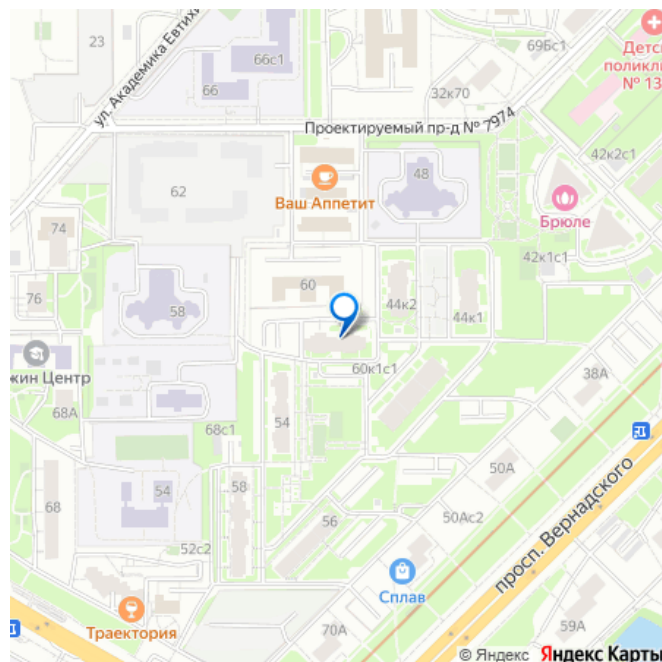 23
66с1
ул. Академика Евтихи
66
69Бс1
Детс
поликл
№ 13
32к70
Проектируемый пр-д № 7974
42к2с1
48
62
Ваш Аппетит
Брюле
74
42к1с1
60
76
58
44к2
44к1
жин Центр
60к1с1
38А
68А
54
68с1
50А
68
54
58
56
50Ас2
просп. Вернадского
52с2
Сплав
Траектория
70А
59А
© Яндекс Яндекс Карты